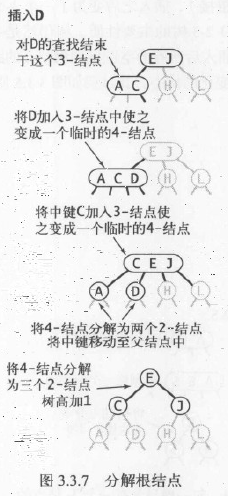 插入D
对D的查找结束
于这个3-结点
E J
A C
H
L
将D加入3-结点中使之
变成一个临时的4-结点
E J
A C D
H
L
将中键C加入3-结点使
之变成一个临时的4-结点
C E J
A
D
H
L
将4-结点分解为两个2-结点
将中键移动至父结点中
将4-结点分解
为三个2-结点
树高加1
E
C
J
A
D
H
L
图 3.3.7 分解根结点